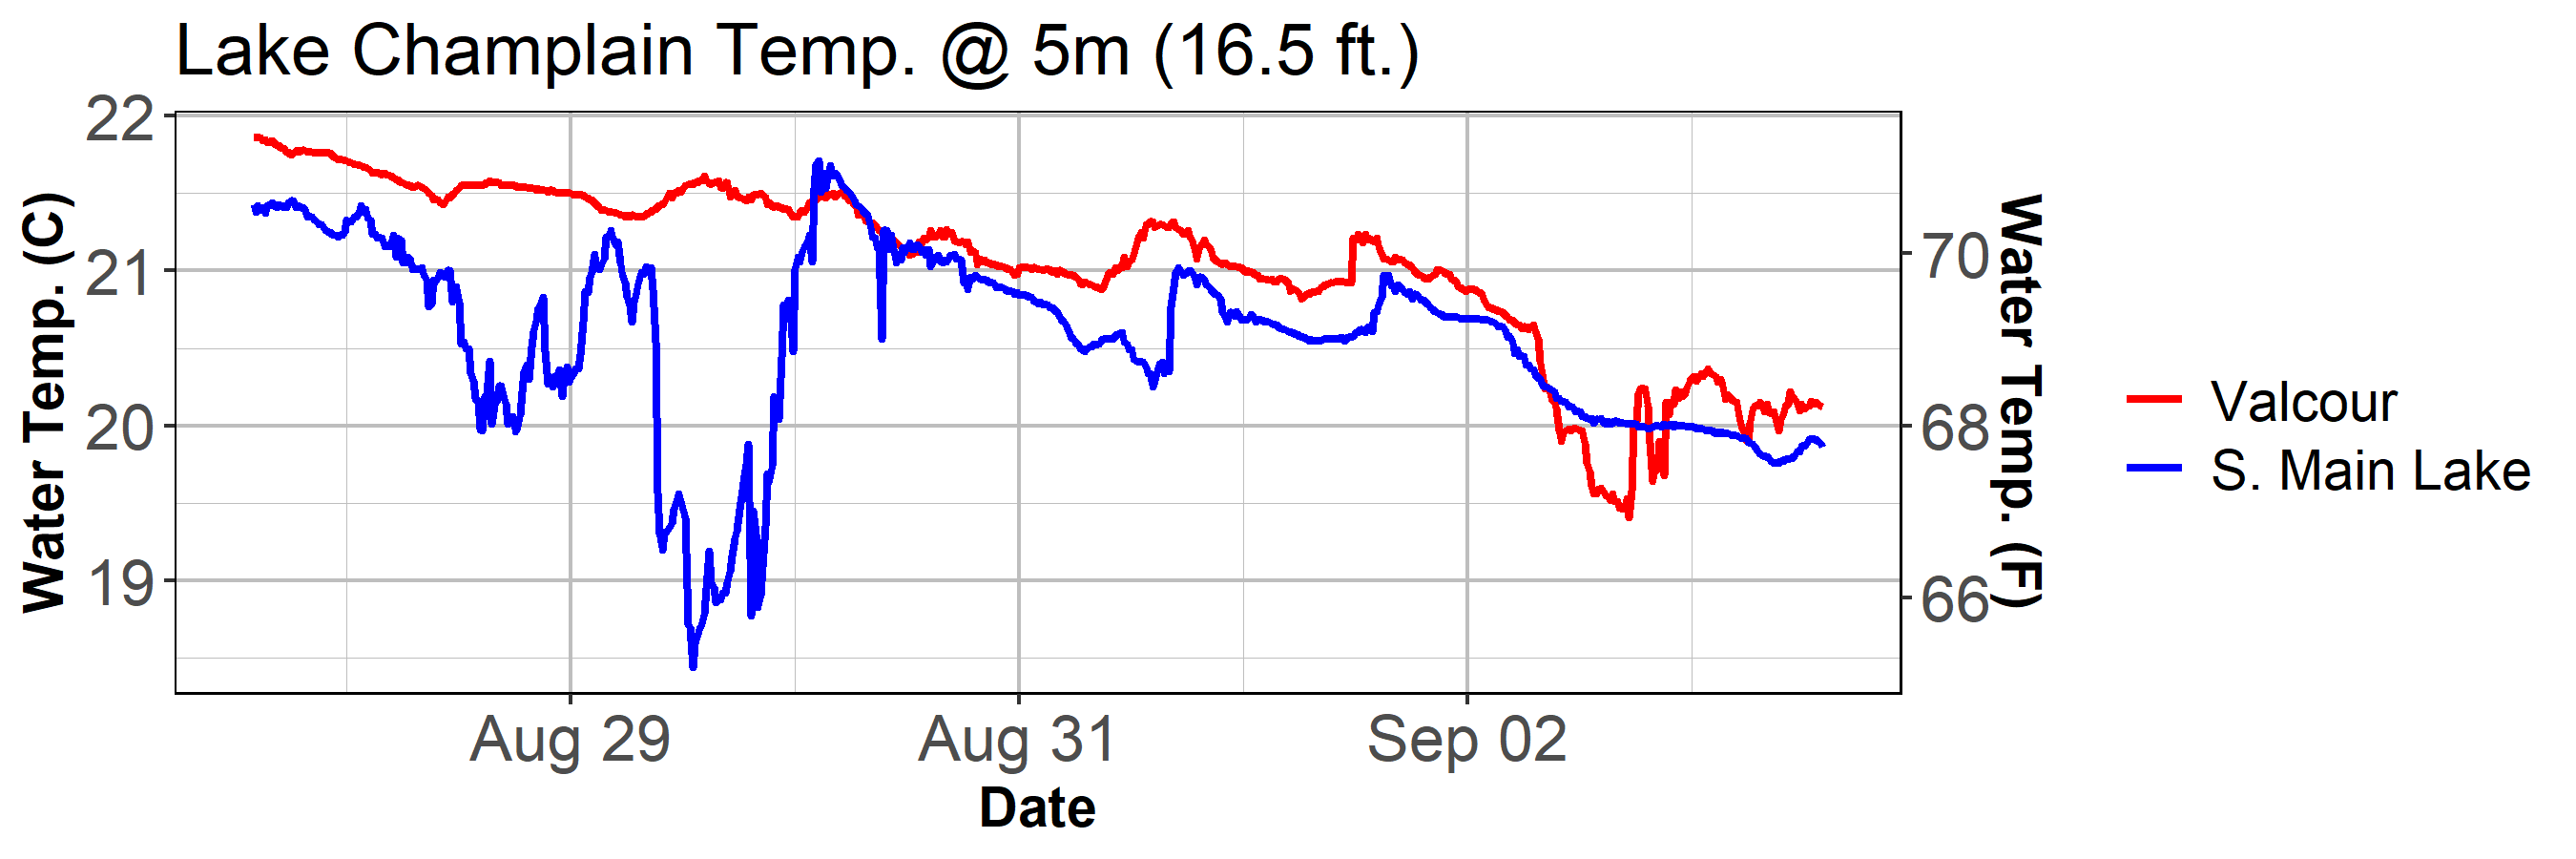 Lake Champlain Temp. @ 5m (16.5 ft.)
Water Temp. (C)
22
21
20
19
70
68
66
Water Temp. (F)
Aug 29
Aug 31
Sep 02
Date
Valcour
S. Main Lake